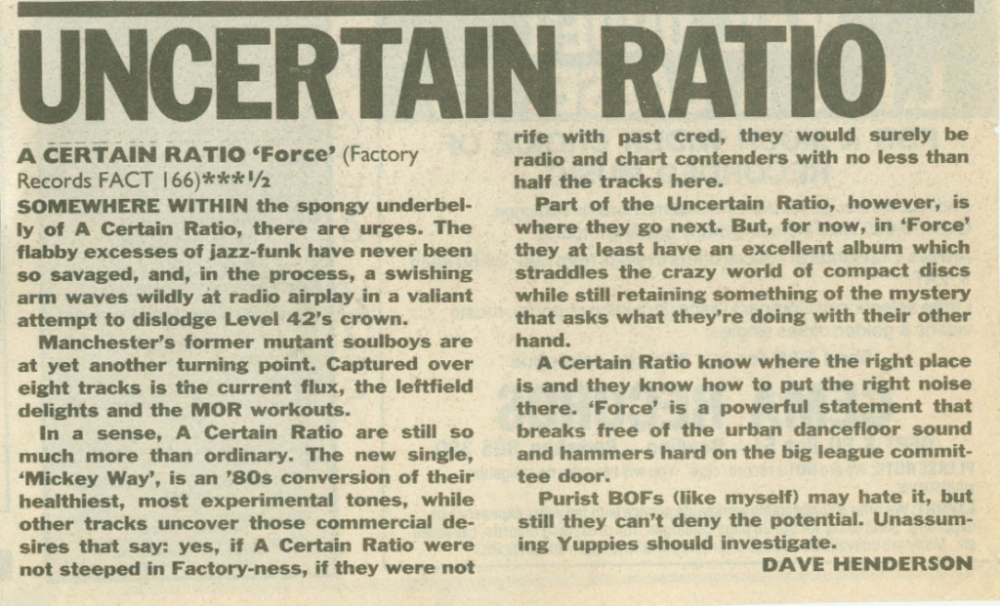 UNCERTAIN RATIO
A CERTAIN RATIO ‘Force’ (Factory
Records FACT 166)***½
SOMEWHERE WITHIN the spongy underbel-
ly of A Certain Ratio, there are urges. The
flabby excesses of jazz-funk have never been
so savaged, and, in the process, a swishing
arm waves wildly at radio airplay in a valiant
attempt to dislodge Level 42’s crown.
Manchester’s former mutant soulboys are
at yet another turning point. Captured over
eight tracks is the current flux, the leftfield
delights and the MOR workouts.
In a sense, A Certain Ratio are still so
much more than ordinary. The new single,
‘Mickey Way’, is an ’80s conversion of their
healthiest, most experimental tones, while
other tracks uncover those commercial de-
sires that say: yes, if A Certain Ratio were
not steeped in Factory-ness, if they were not
rife with past cred, they would surely be
radio and chart contenders with no less than
half the tracks here.
Part of the Uncertain Ratio, however, is
where they go next. But, for now, in ‘Force’
they at least have an excellent album which
straddles the crazy world of compact discs
while still retaining something of the mystery
that asks what they’re doing with their other
hand.
A Certain Ratio know where the right place
is and they know how to put the right noise
there. ‘Force’ is a powerful statement that
breaks free of the urban dancefloor sound
and hammers hard on the big league commit-
tee door.
Purist BOFs (like myself) may hate it, but
still they can’t deny the potential. Unassum-
ing Yuppies should investigate.
DAVE HENDERSON